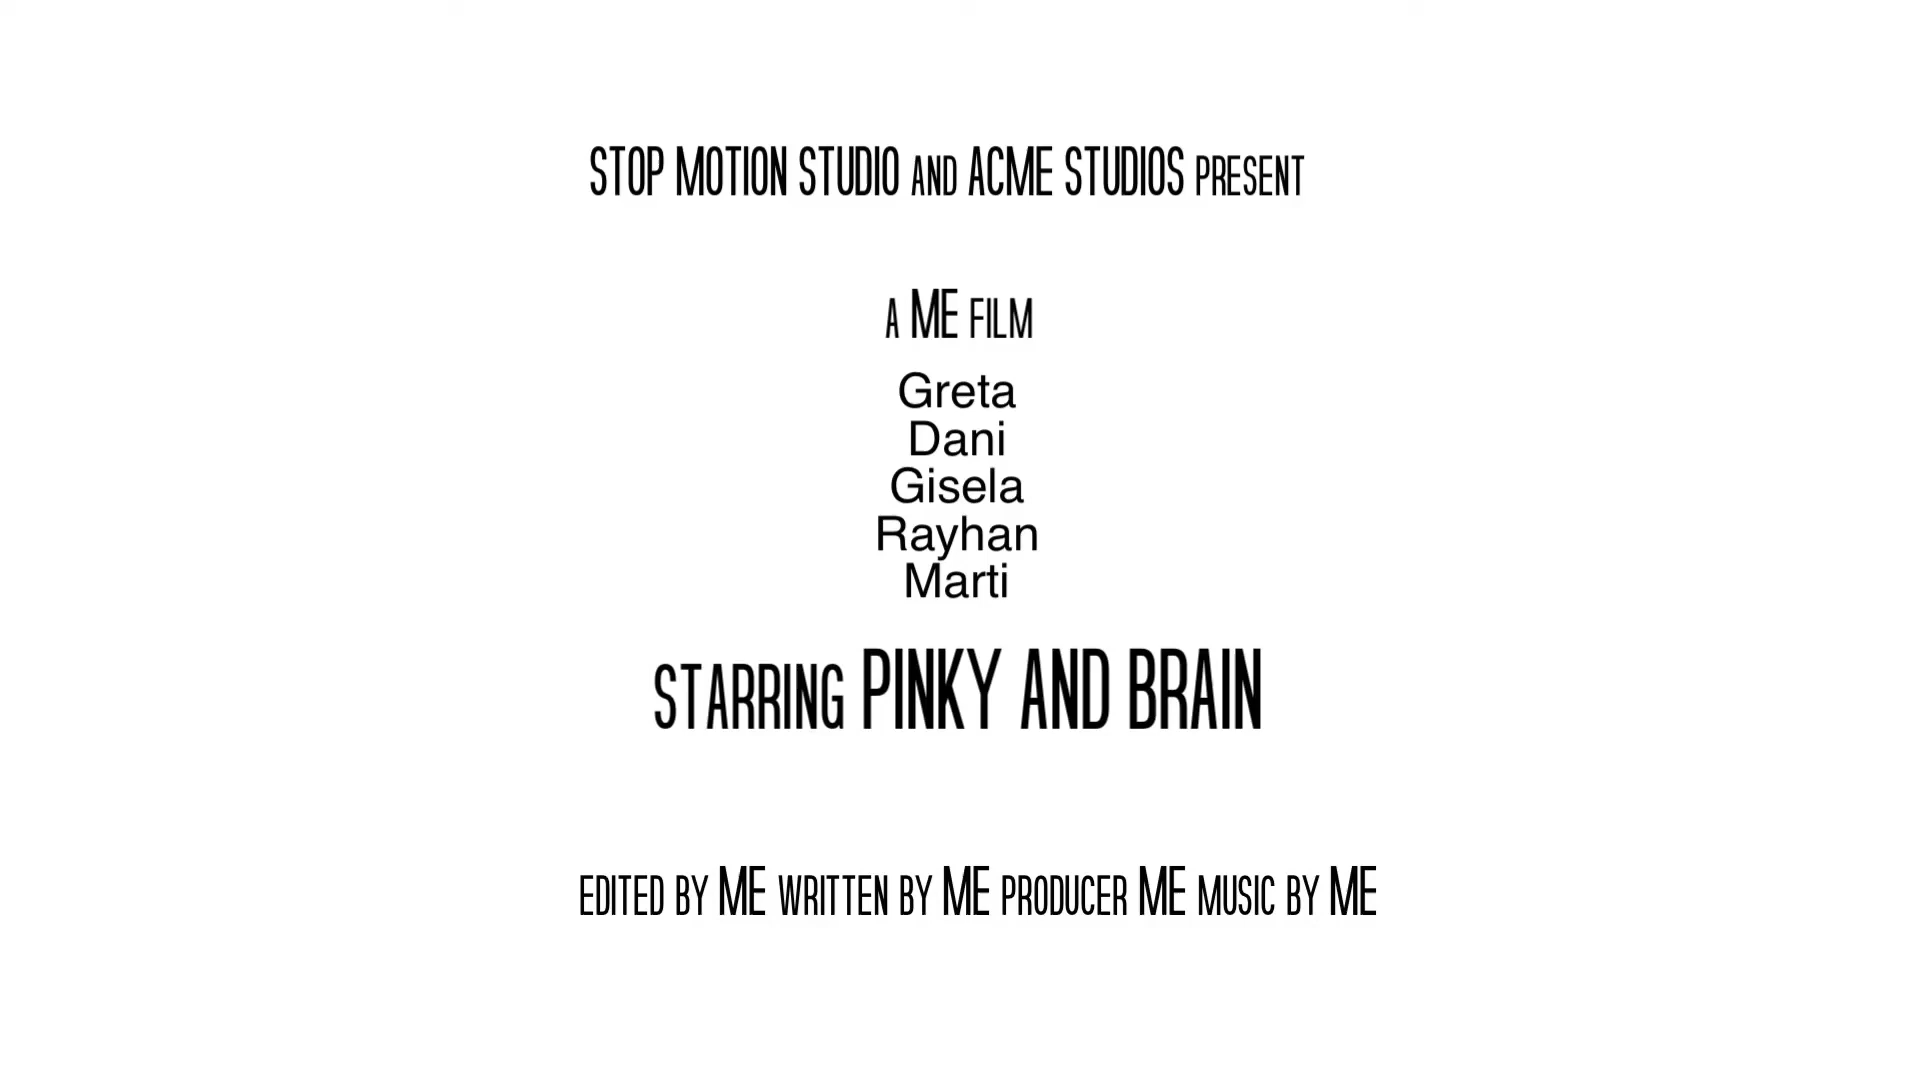 STOP MOTION STUDIO AND ACME STUDIOS PRESENT
A ME FILM
Greta
Dani
Gisela
Rayhan
Marti
STARRING PINKY AND BRAIN
EDITED BY ME WRITTEN BY ME PRODUCER ME MUSIC BY ME